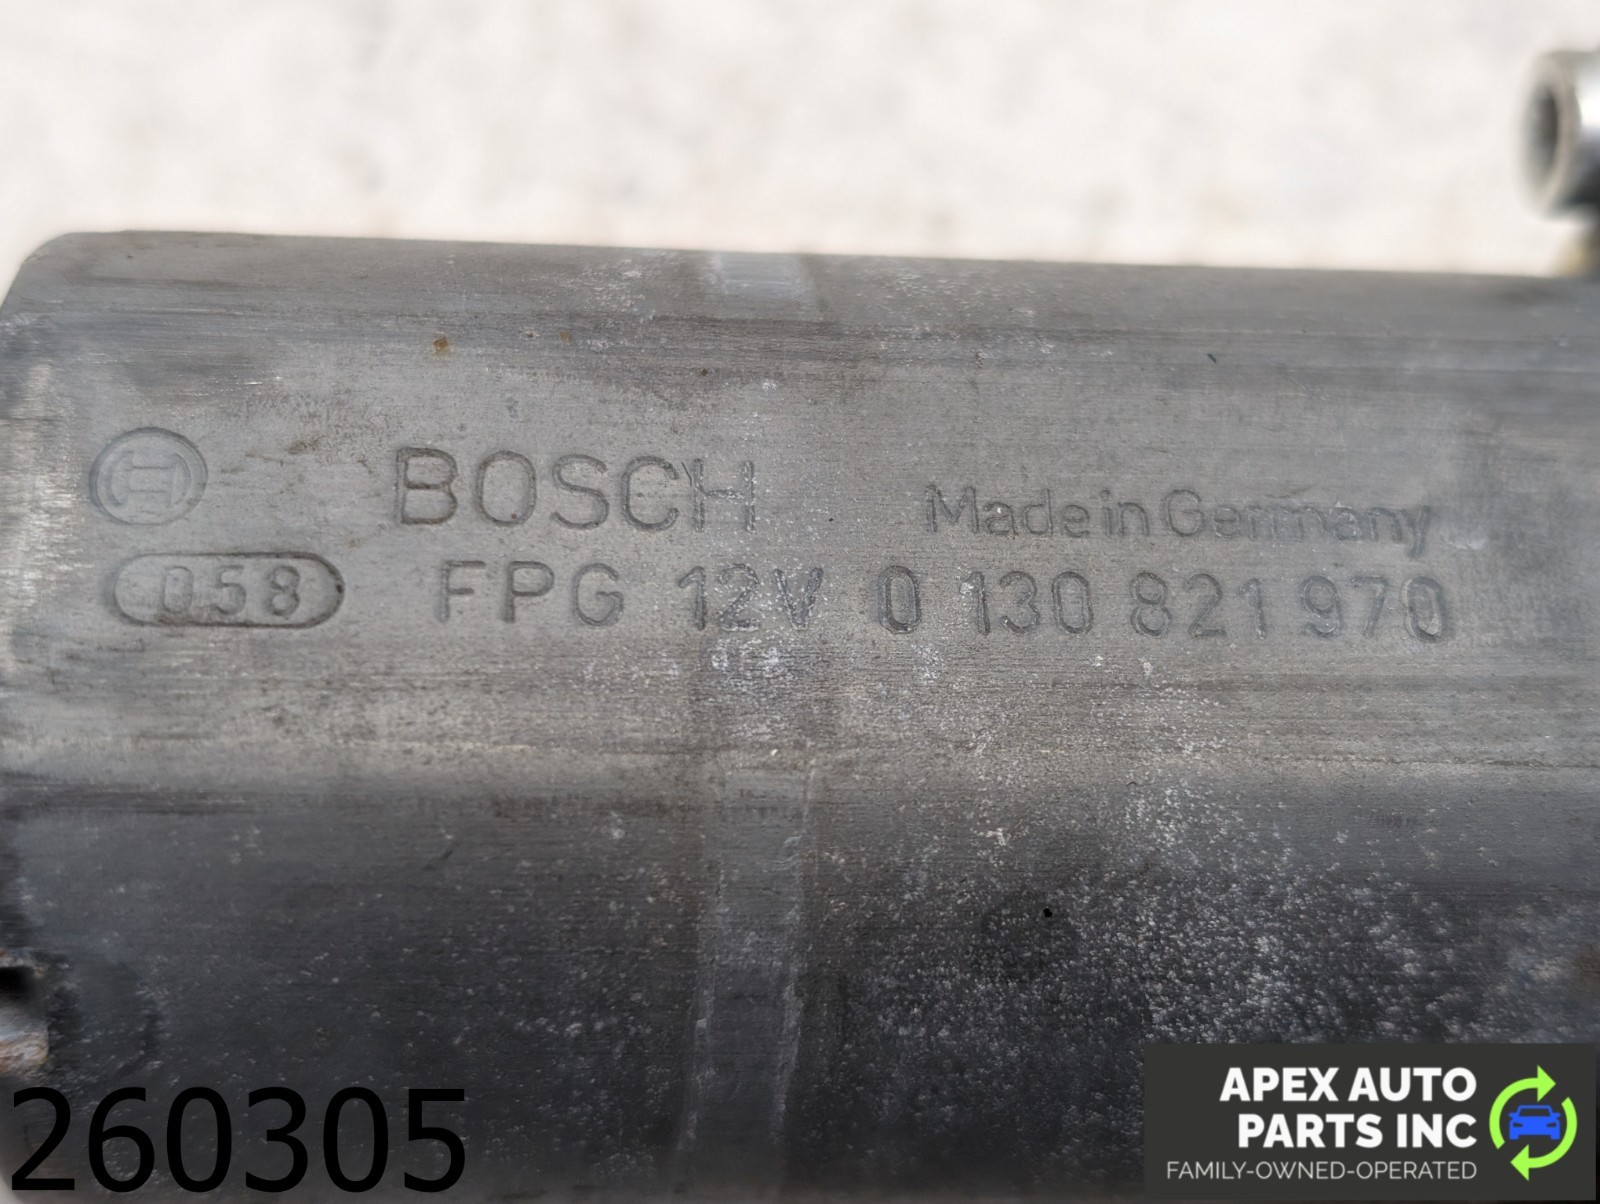 BOSCH Made in Germany
058 FPG 12V 0 130 821 970
260305
APEX AUTO
PARTS INC
FAMILY-OWNED-OPERATED